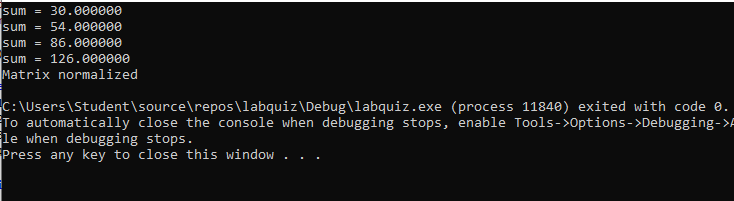 sum = 30.000000
sum = 54.000000
sum = 86.000000
sum = 126.000000
Matrix normalized
C:\Users\Student\source\repos\labquiz\Debug\labquiz.exe (process 11840) exited with code 0.
To automatically close the console when debugging stops, enable Tools->Options->Debugging->A
le when debugging stops.
Press any key to close this window . . .